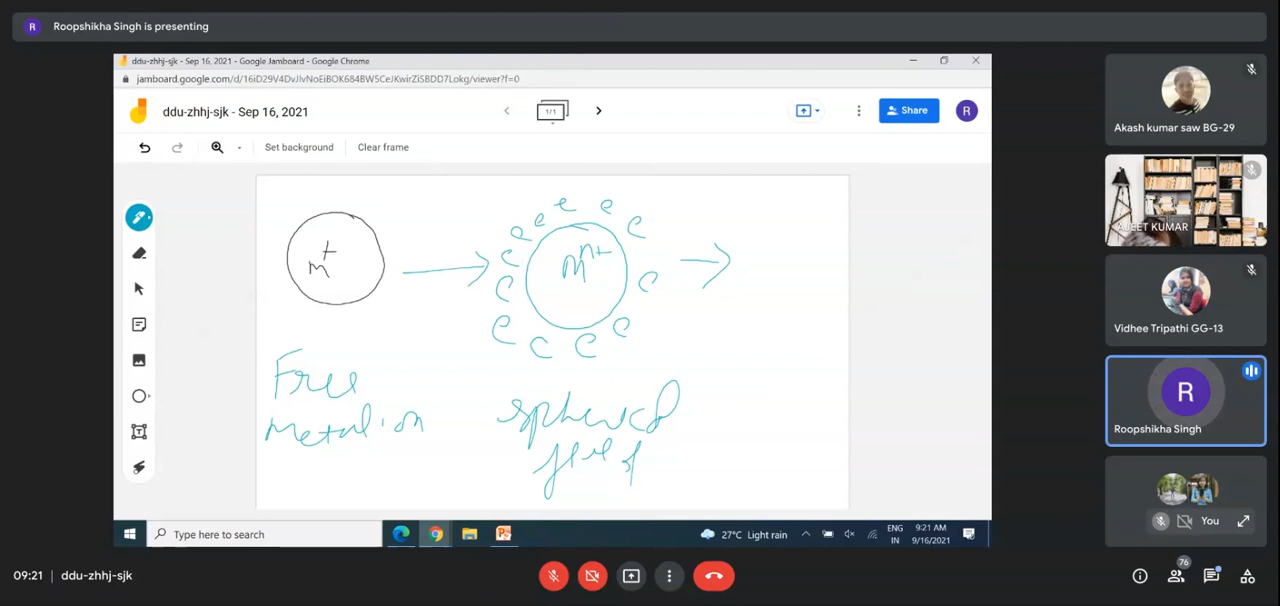 R Roopshikha Singh is presenting
ddu-zhhj-sjk - Sep 16, 2021 - Google Jamboard - Google Chrome
jamboard.google.com/d/16iD29V4DvJIvNoEiBOK684BW5CeJKwirZiSBDD7Lokg/viewer?f=0
ddu-zhhj-sjk - Sep 16, 2021
1/1
Share
R
Set background
Clear frame
M+
Mn+
e e e e e e e e e e e e e
Free
metal ion
spherical
field
Akash kumar saw BG-29
AJEET KUMAR
Vidhee Tripathi GG-13
R
Roopshikha Singh
You
Type here to search
27°C Light rain
ENG
IN
9:21 AM
9/16/2021
09:21 | ddu-zhhj-sjk
76